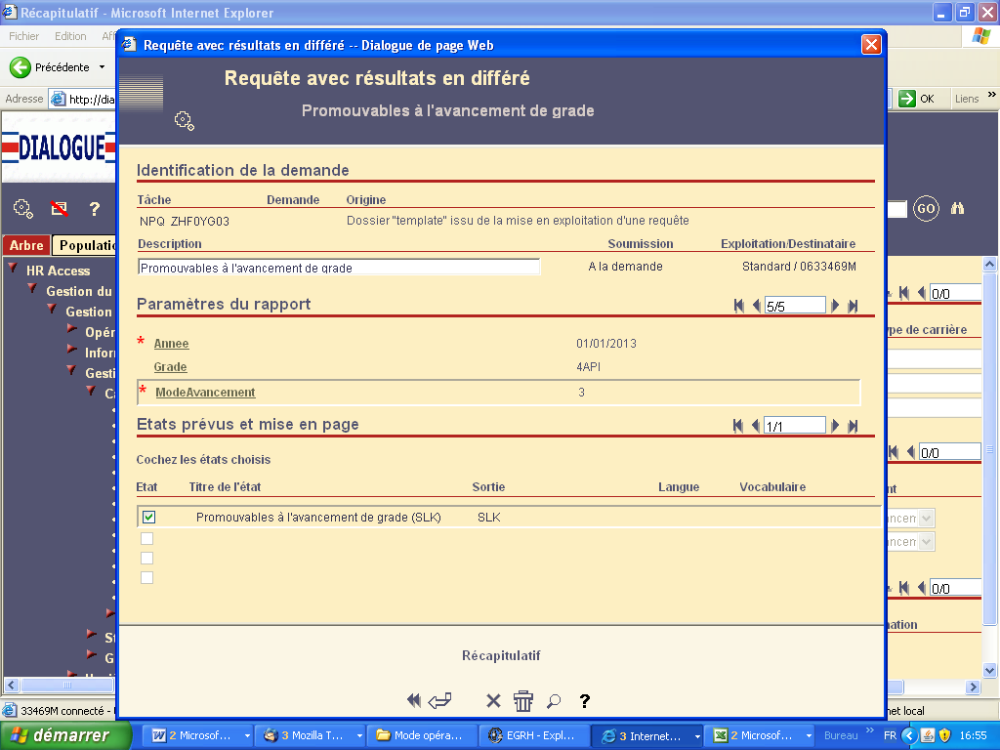 Récapitulatif - Microsoft Internet Explorer
Fichier Edition Aff
Précédente
Adresse http://dia OK Liens »
Requête avec résultats en différé -- Dialogue de page Web
Requête avec résultats en différé
Promouvables à l'avancement de grade
DIALOGUE
? GO
Arbre Populatio
HR Access
Gestion du
Gestion
Opér
Inforr
Gesti
C
S
G
Identification de la demande
Tâche Demande Origine
NPQ ZHF0YG03 Dossier "template" issu de la mise en exploitation d'une requête
Description Soumission Exploitation/Destinataire
Promouvables à l'avancement de grade A la demande Standard / 0633469M
Paramètres du rapport 5/5
* Annee 01/01/2013
Grade 4API
* ModeAvancement 3
Etats prévus et mise en page 1/1
Cochez les états choisis
Etat Titre de l'état Sortie Langue Vocabulaire
Promouvables à l'avancement de grade (SLK) SLK
Récapitulatif
?
0/0
ype de carrière
0/0
nt
ncem
ncem
0/0
nation
33469M connecté - net local
démarrer 2 Microsof... 3 Mozilla T... Mode opéra... EGRH - Expl... 3 Internet... 2 Microsof... Bureau » FR 16:55